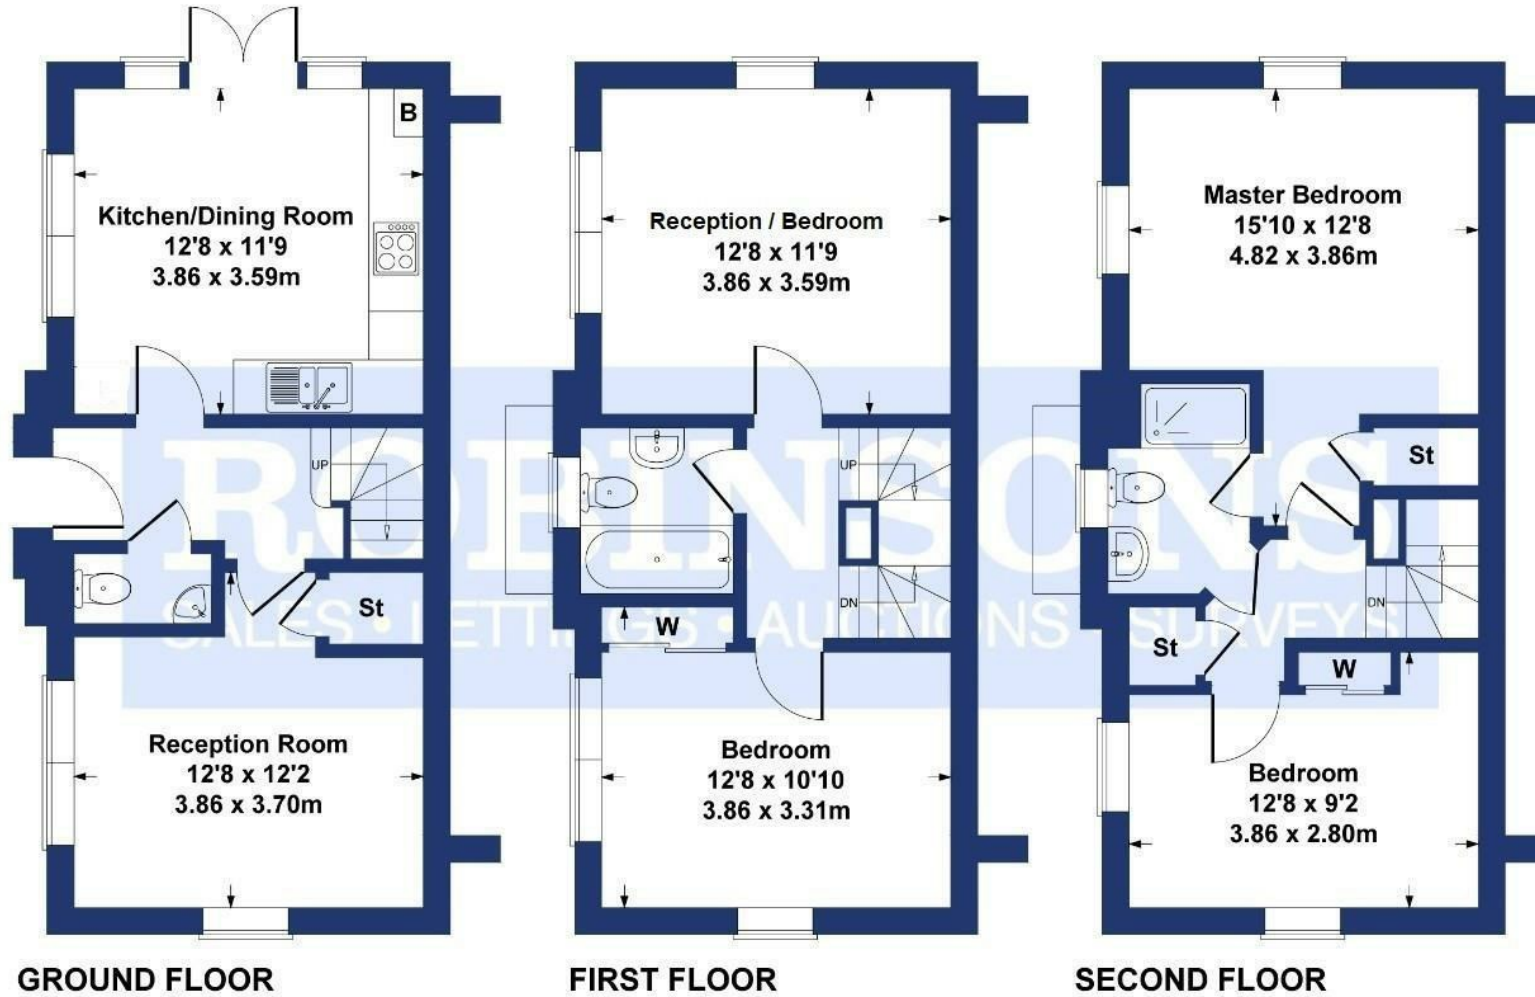 B
Kitchen/Dining Room
12'8 x 11'9
3.86 x 3.59m
UP
St
Reception Room
12'8 x 12'2
3.86 x 3.70m
GROUND FLOOR
Reception / Bedroom
12'8 x 11'9
3.86 x 3.59m
UP
DN
W
Bedroom
12'8 x 10'10
3.86 x 3.31m
FIRST FLOOR
Master Bedroom
15'10 x 12'8
4.82 x 3.86m
St
DN
St
W
Bedroom
12'8 x 9'2
3.86 x 2.80m
SECOND FLOOR
ROBINSONS
SALES • LETTINGS • AUCTIONS • SURVEYS